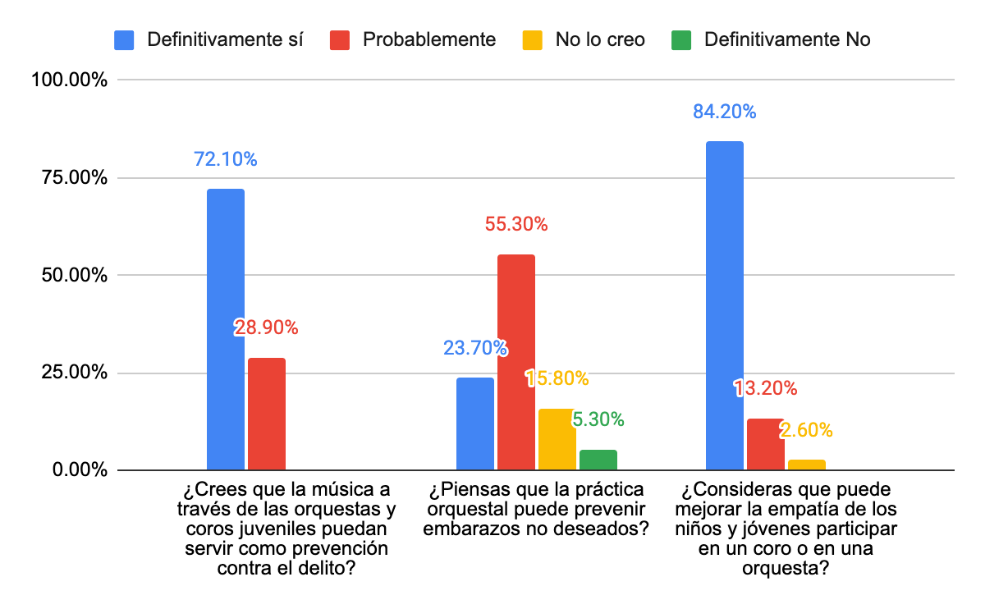 Definitivamente sí Probablemente No lo creo Definitivamente No
100.00%
75.00%
50.00%
25.00%
0.00%
72.10%
28.90%
23.70%
55.30%
15.80%
5.30%
84.20%
13.20%
2.60%
¿Crees que la música a
través de las orquestas y
coros juveniles puedan
servir como prevención
contra el delito?
¿Piensas que la práctica
orquestal puede prevenir
embarazos no deseados?
¿Consideras que puede
mejorar la empatía de los
niños y jóvenes participar
en un coro o en una
orquesta?